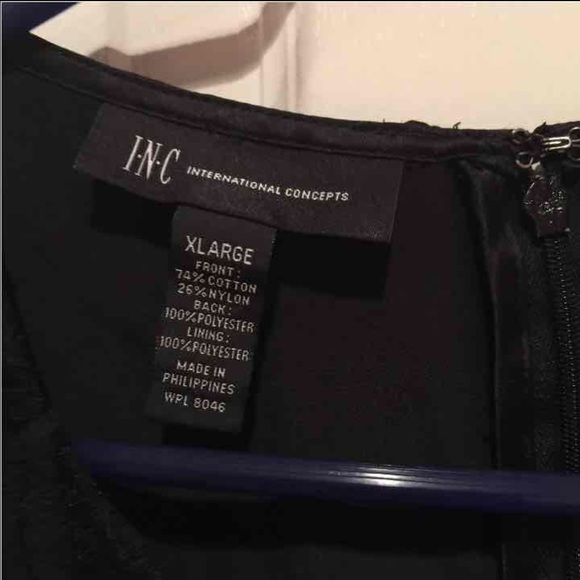 I·N·C INTERNATIONAL CONCEPTS
XLARGE
FRONT:
74% COTTON
26% NYLON
BACK:
100% POLYESTER
LINING:
100% POLYESTER
MADE IN
PHILIPPINES
WPL 8046